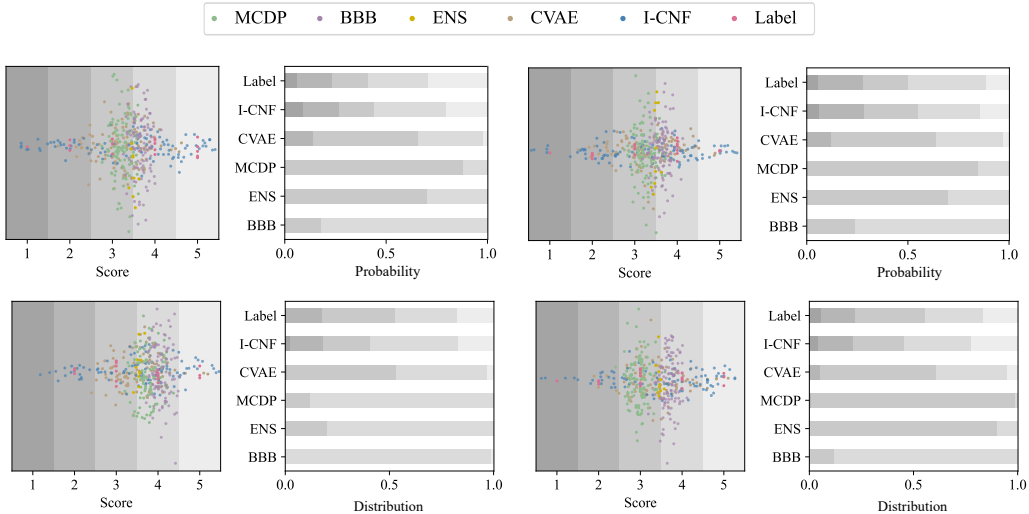 MCDP BBB ENS CVAE I-CNF Label
1 2 3 4 5
Score
Label
I-CNF
CVAE
MCDP
ENS
BBB
0.0 0.5 1.0
Probability
1 2 3 4 5
Score
Label
I-CNF
CVAE
MCDP
ENS
BBB
0.0 0.5 1.0
Probability
1 2 3 4 5
Score
Label
I-CNF
CVAE
MCDP
ENS
BBB
0.0 0.5 1.0
Distribution
1 2 3 4 5
Score
Label
I-CNF
CVAE
MCDP
ENS
BBB
0.0 0.5 1.0
Distribution